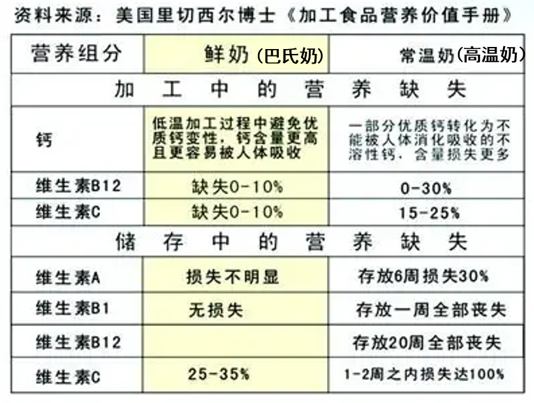 资料来源：美国里切西尔博士《加工食品营养价值手册》
营养组分 鲜奶(巴氏奶) 常温奶(高温奶)
加工中的营养缺失
钙 低温加工过程中避免优质钙变性，钙含量更高且更容易被人体吸收 一部分优质钙转化为不能被人体消化吸收的不溶性钙，含量损失更多
维生素B12 缺失0-10% 0-30%
维生素C 缺失0-10% 15-25%
储存中的营养缺失
维生素A 损失不明显 存放6周损失30%
维生素B1 无损失 存放一周全部丧失
维生素B12 存放20周全部丧失
维生素C 25-35% 1-2周之内损失达100%